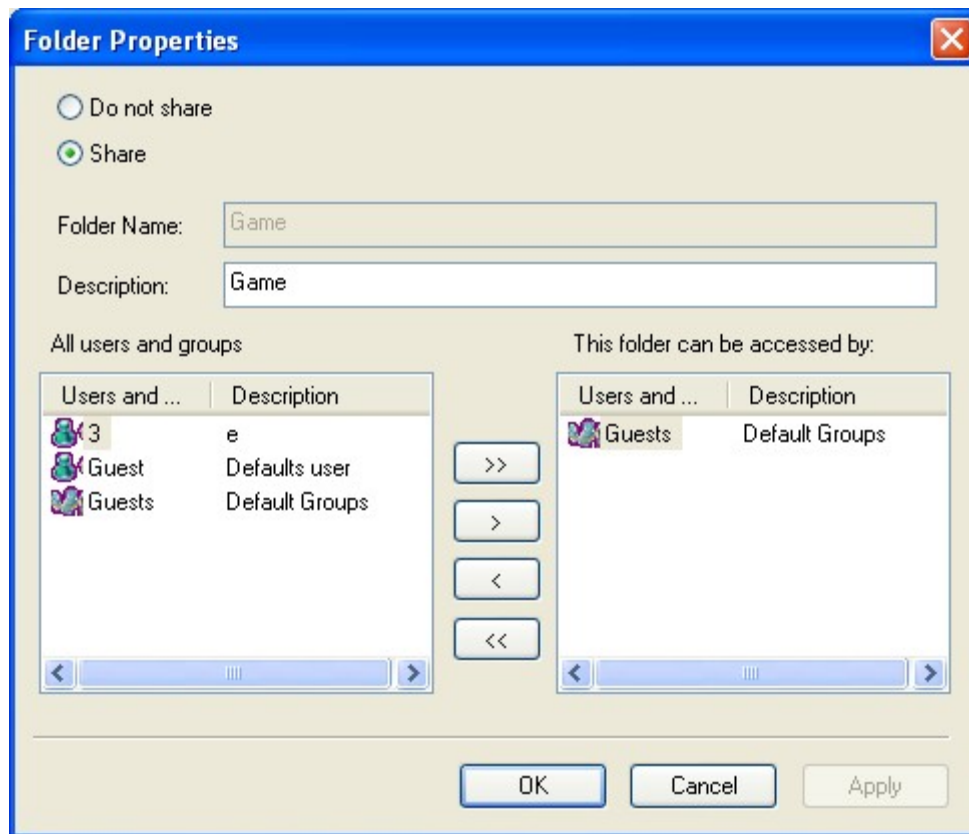 Folder Properties
Do not share
Share
Folder Name: Game
Description: Game
All users and groups
Users and ... Description
3 e
Guest Defaults user
Guests Default Groups
>>
>
<
<<
This folder can be accessed by:
Users and ... Description
Guests Default Groups
OK Cancel Apply